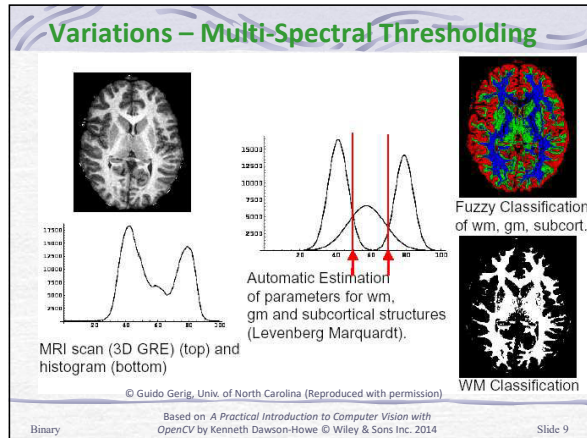 Variations – Multi-Spectral Thresholding
17500
15000
12500
10000
7500
5000
2500
20 40 60 80 100
MRI scan (3D GRE) (top) and
histogram (bottom)
15000
12500
10000
7500
5000
2500
20 40 60 80 100
Automatic Estimation
of parameters for wm,
gm and subcortical structures
(Levenberg Marquardt).
Fuzzy Classification
of wm, gm, subcort.
WM Classification
© Guido Gerig, Univ. of North Carolina (Reproduced with permission)
Based on A Practical Introduction to Computer Vision with
Binary OpenCV by Kenneth Dawson-Howe © Wiley & Sons Inc. 2014 Slide 9